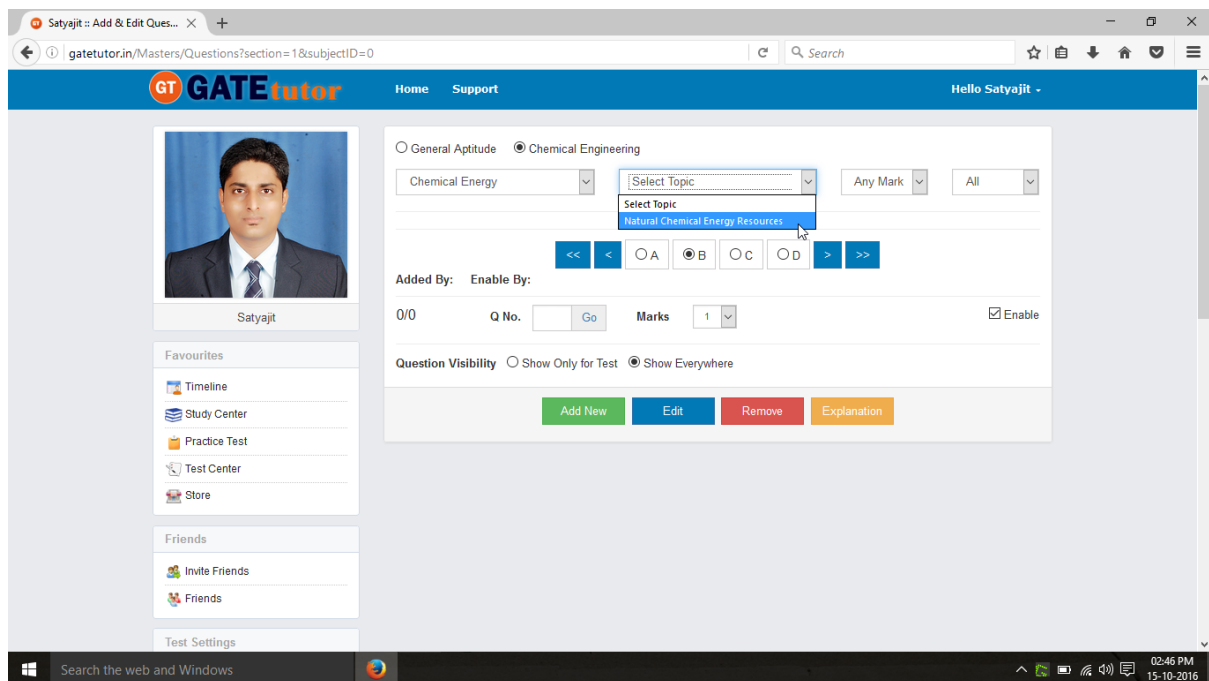 Satyajit :: Add & Edit Ques...
gatetutor.in/Masters/Questions?section=1&subjectID=0
Search
GT GATEtutor
Home Support
Hello Satyajit
General Aptitude Chemical Engineering
Chemical Energy Select Topic Any Mark All
Select Topic
Natural Chemical Energy Resources
<< < A B C D > >>
Added By: Enable By:
0/0 Q No. Go Marks 1 Enable
Question Visibility Show Only for Test Show Everywhere
Add New Edit Remove Explanation
Satyajit
Favourites
Timeline
Study Center
Practice Test
Test Center
Store
Friends
Invite Friends
Friends
Test Settings
Search the web and Windows
02:46 PM
15-10-2016